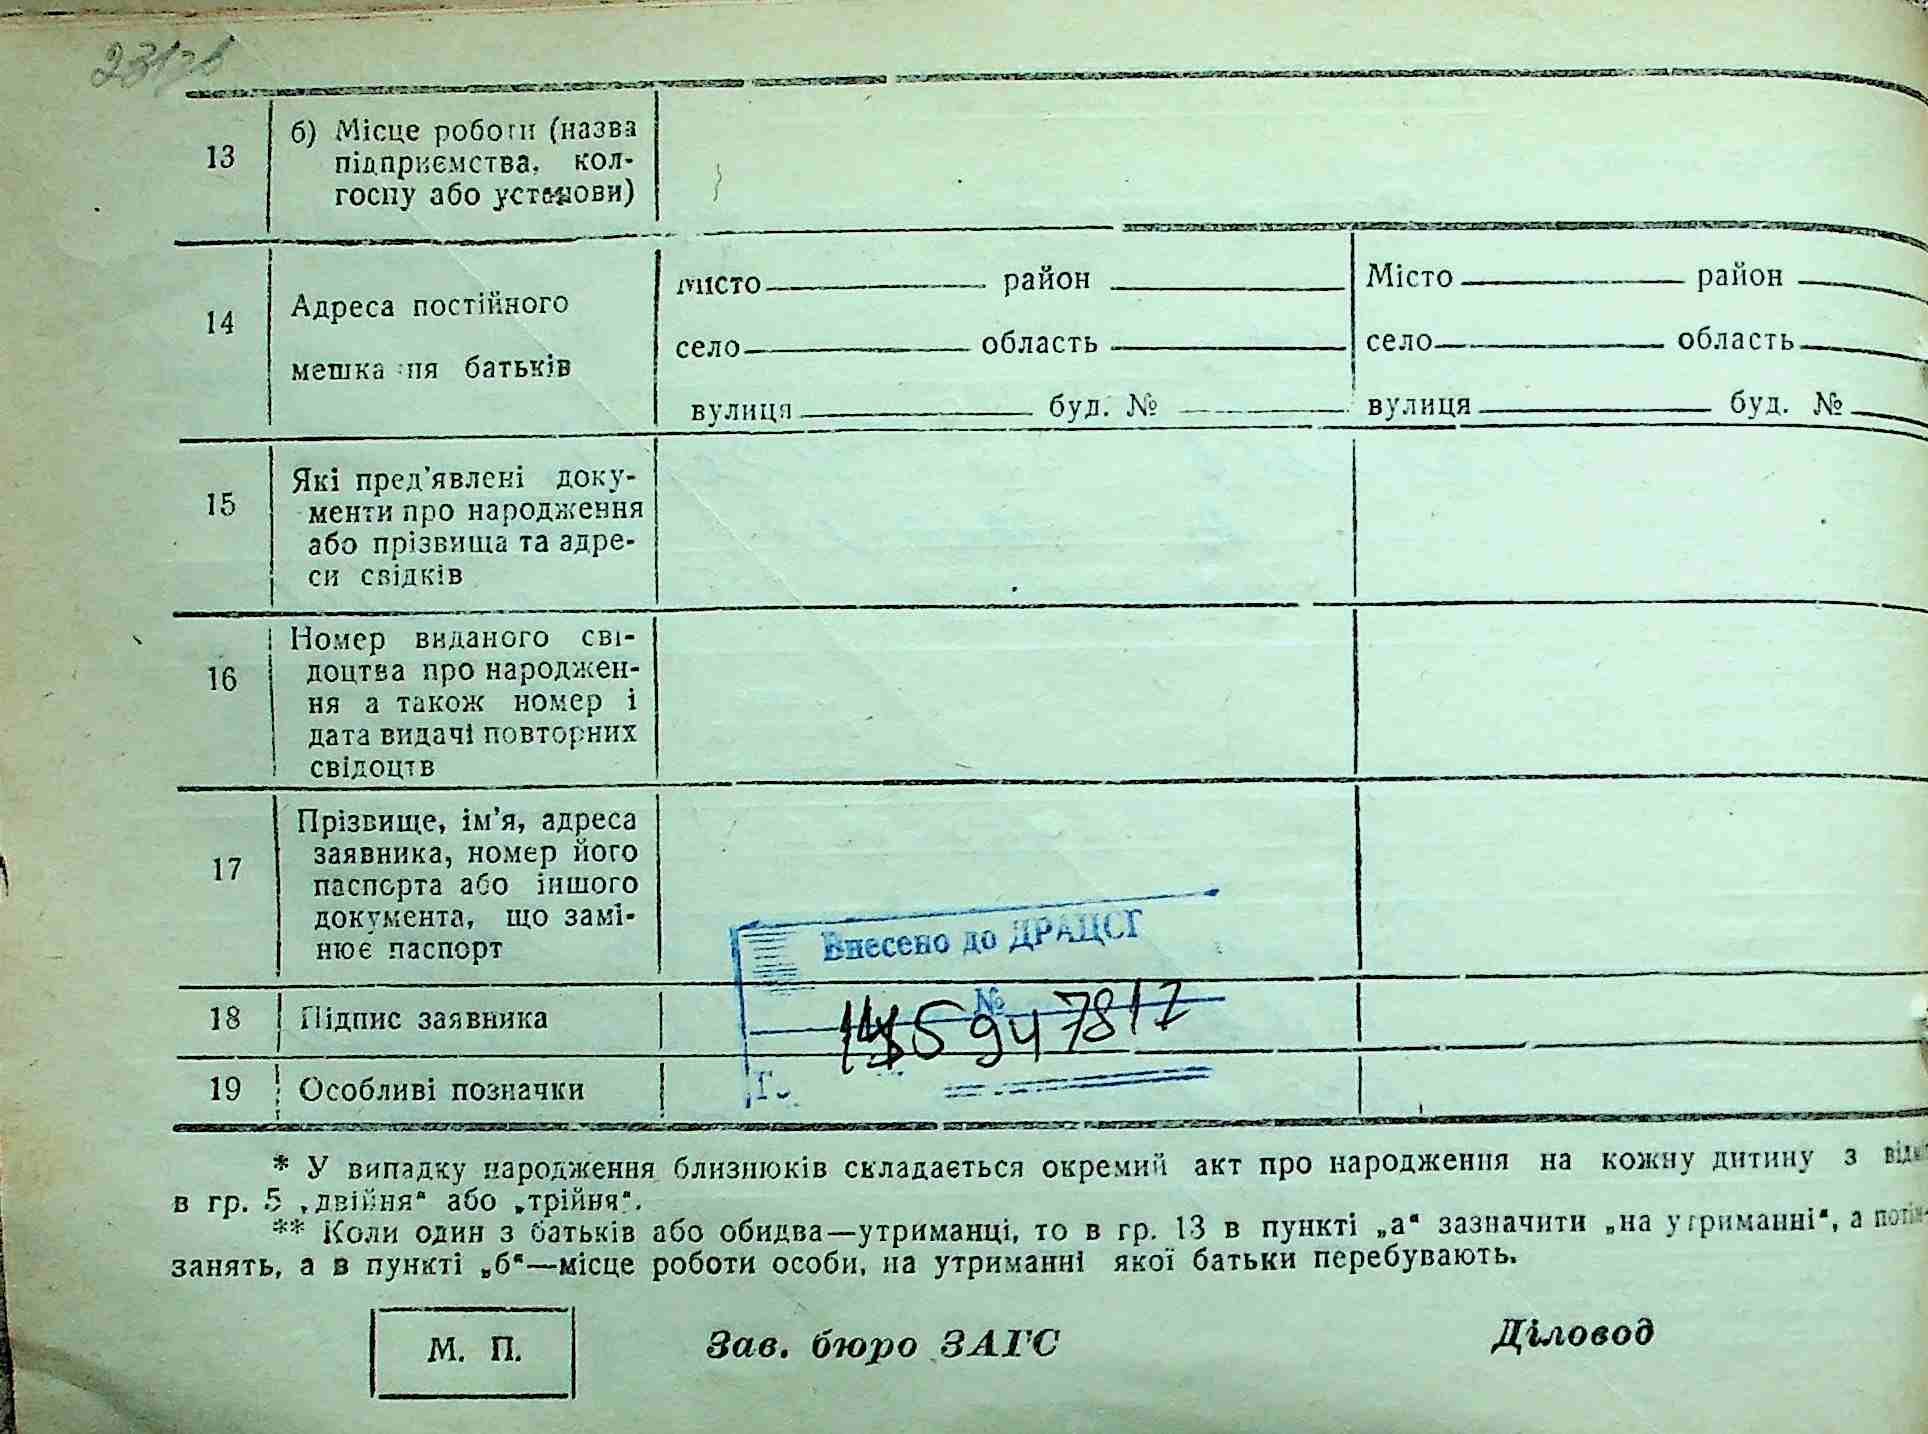 13
б) Місце роботи (назва
підприємства, кол-
госпу або установи)
14
Адреса постійного
мешкання батьків
місто район
село область
вулиця буд. №
Місто район
село область
вулиця буд. №
15
Які пред'явлені доку-
менти про народження
або прізвища та адре-
си свідків
16
Номер виданого сві-
доцтва про народжен-
ня а також номер і
дата видачі повторних
свідоцтв
17
Прізвище, ім'я, адреса
заявника, номер його
паспорта або іншого
документа, що замі-
нює паспорт
Внесено до ДРАЦСГ
№
18
Підпис заявника
19
Особливі позначки
* У випадку народження близнюків складається окремий акт про народження на кожну дитину з
в гр. 5 „двійня“ або „трійня“.
** Коли один з батьків або обидва—утриманці, то в гр. 13 в пункті „а“ зазначити „на утриманні“, а
занять, а в пункті „б“—місце роботи особи, на утриманні якої батьки перебувають.
М. П.
Зав. бюро ЗАГС
Діловод